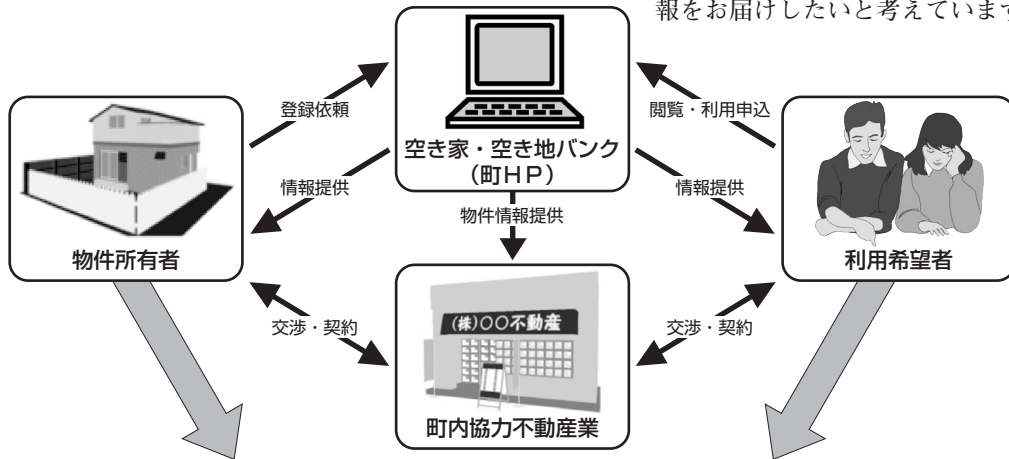 報をお届けしたいと考えています
登録依頼
閲覧・利用申込
空き家・空き地バンク
（町ＨＰ）
情報提供
情報提供
物件情報提供
物件所有者
利用希望者
(株)〇〇不動産
交渉・契約
交渉・契約
町内協力不動産業